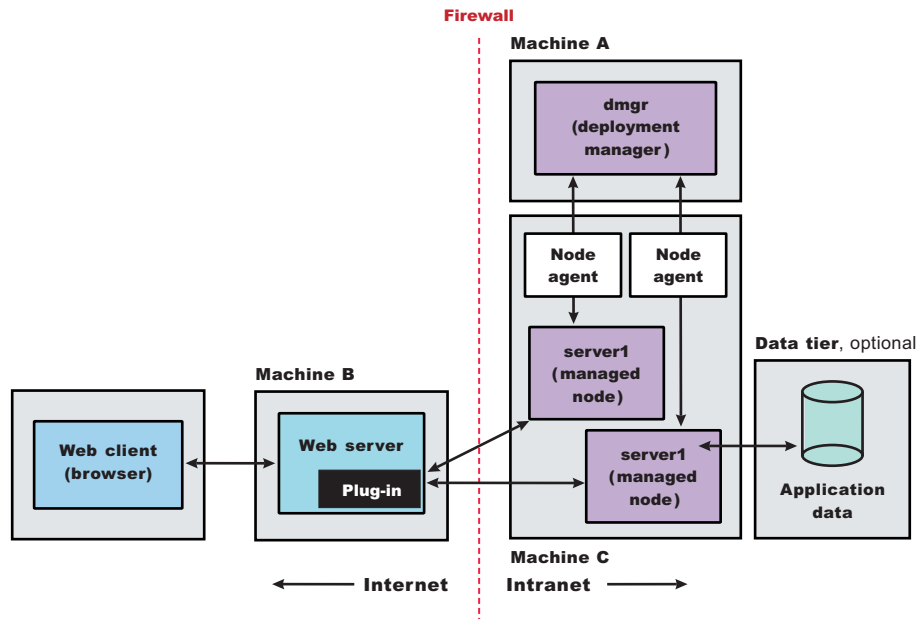 Firewall
Machine A
dmgr
(deployment
manager)
Node
agent
Node
agent
server1
(managed
node)
Data tier, optional
Machine B
Web client
(browser)
Web server
Plug-in
server1
(managed
node)
Application
data
Machine C
Internet
Intranet